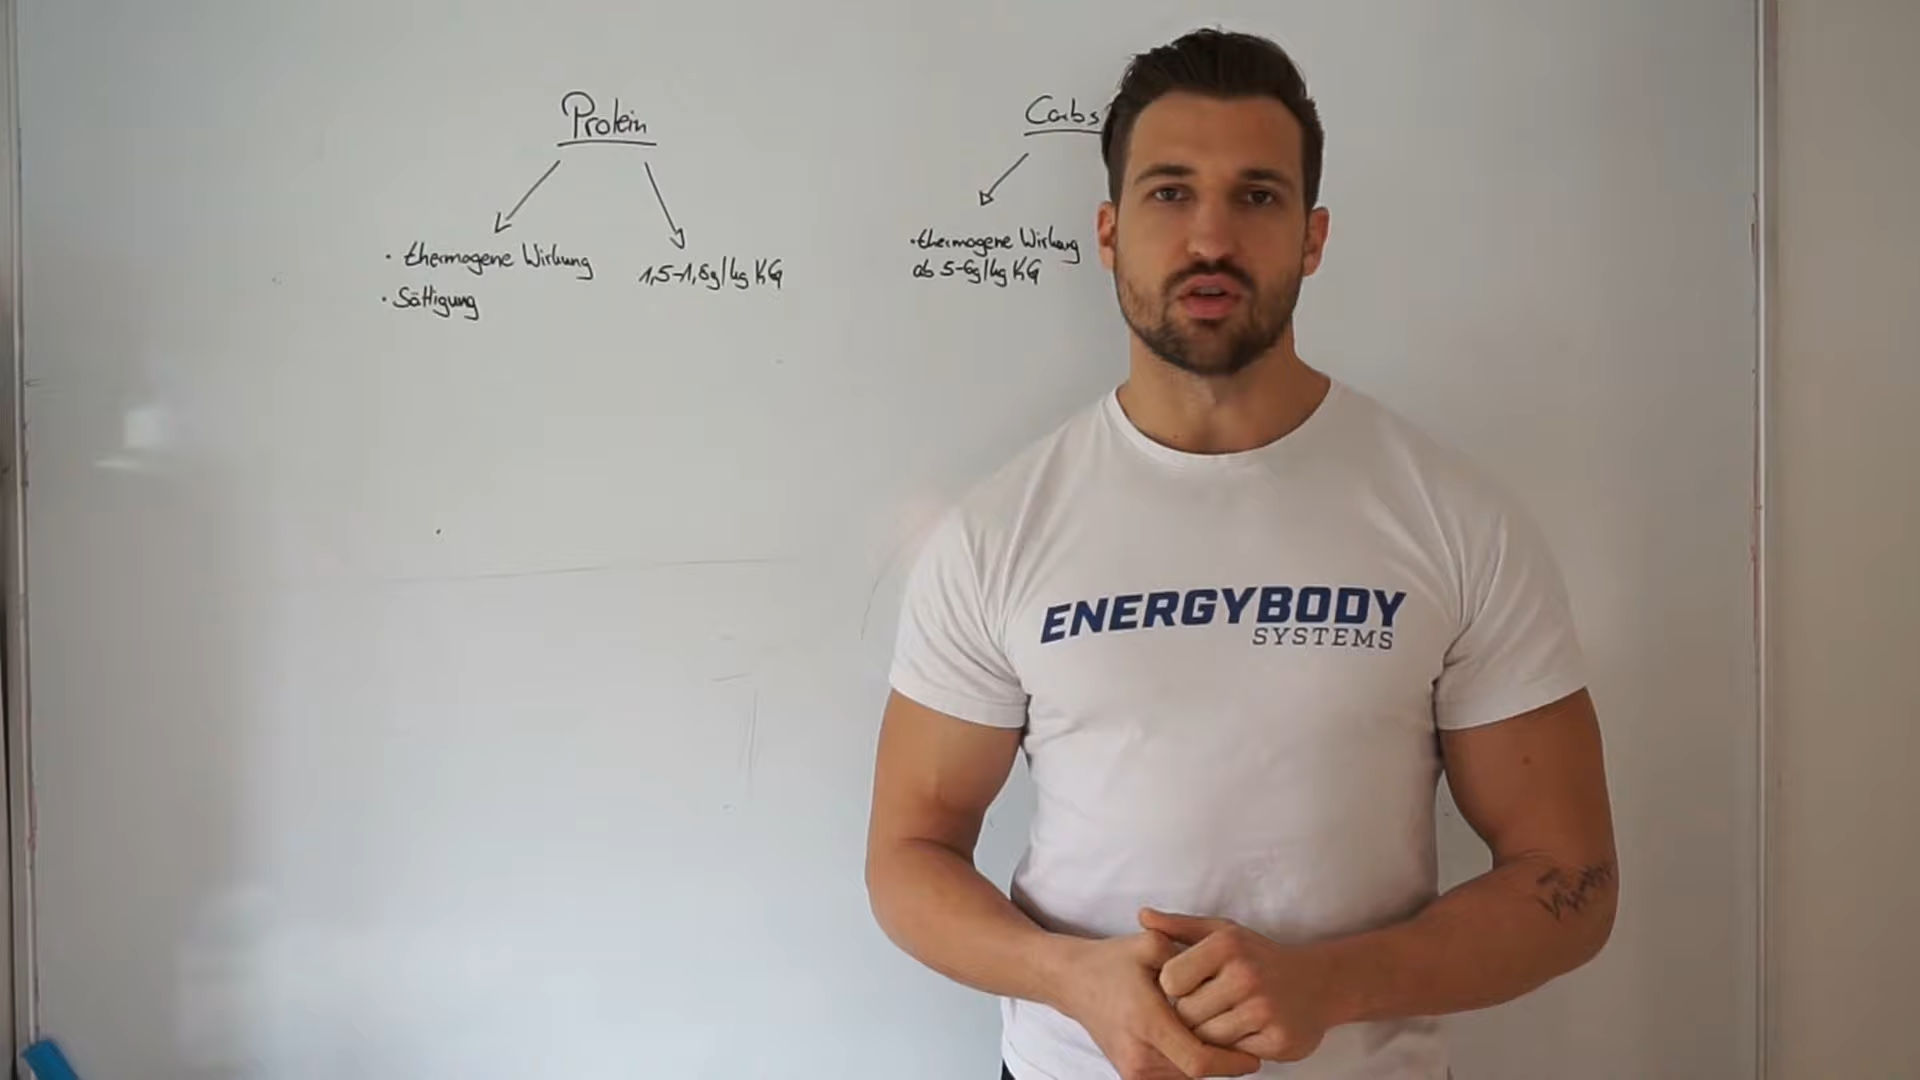 Protein
• thermogene Wirkung
• Sättigung
1,5-1,8g/kg KG
Carbs
• thermogene Wirkung
ab 5-6g/kg KG
ENERGYBODY
SYSTEMS